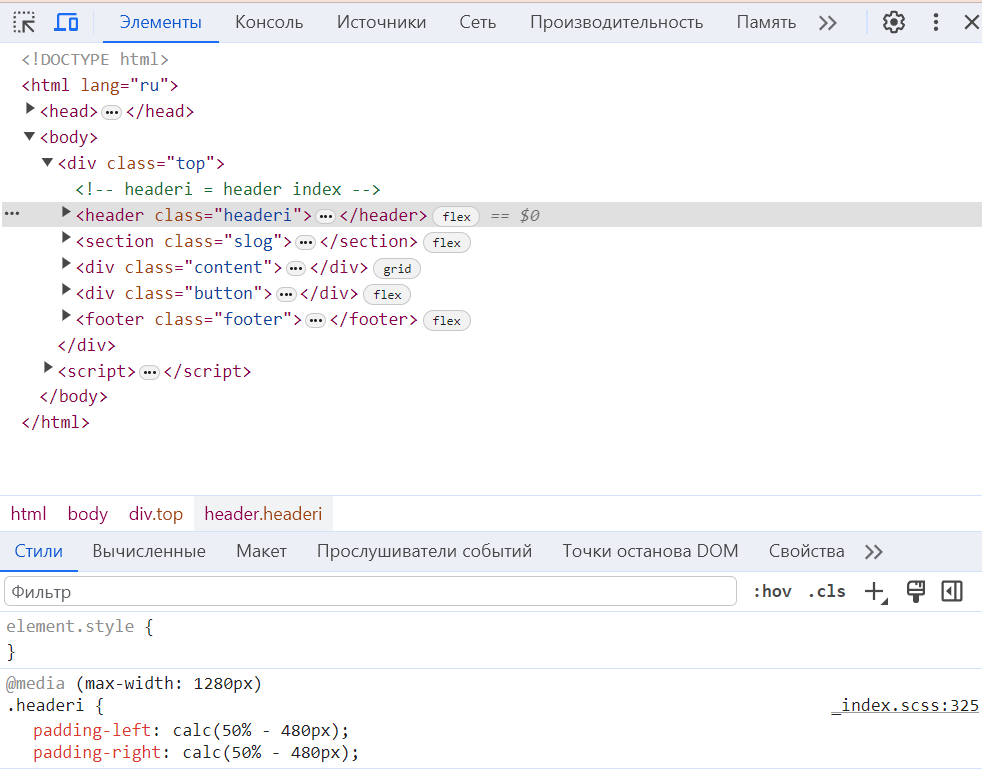 Элементы Консоль Источники Сеть Производительность Память
<!DOCTYPE html>
<html lang="ru">
<head> ••• </head>
<body>
<div class="top">
<!-- headeri = header index -->
••• <header class="headeri"> ••• </header> flex == $0
<section class="slog"> ••• </section> flex
<div class="content"> ••• </div> grid
<div class="button"> ••• </div> flex
<footer class="footer"> ••• </footer> flex
</div>
<script> ••• </script>
</body>
</html>
html body div.top header.headeri
Стили Вычисленные Макет Прослушиватели событий Точки останова DOM Свойства
Фильтр :hov .cls
element.style {
}
@media (max-width: 1280px)
.headeri { _index.scss:325
padding-left: calc(50% - 480px);
padding-right: calc(50% - 480px);